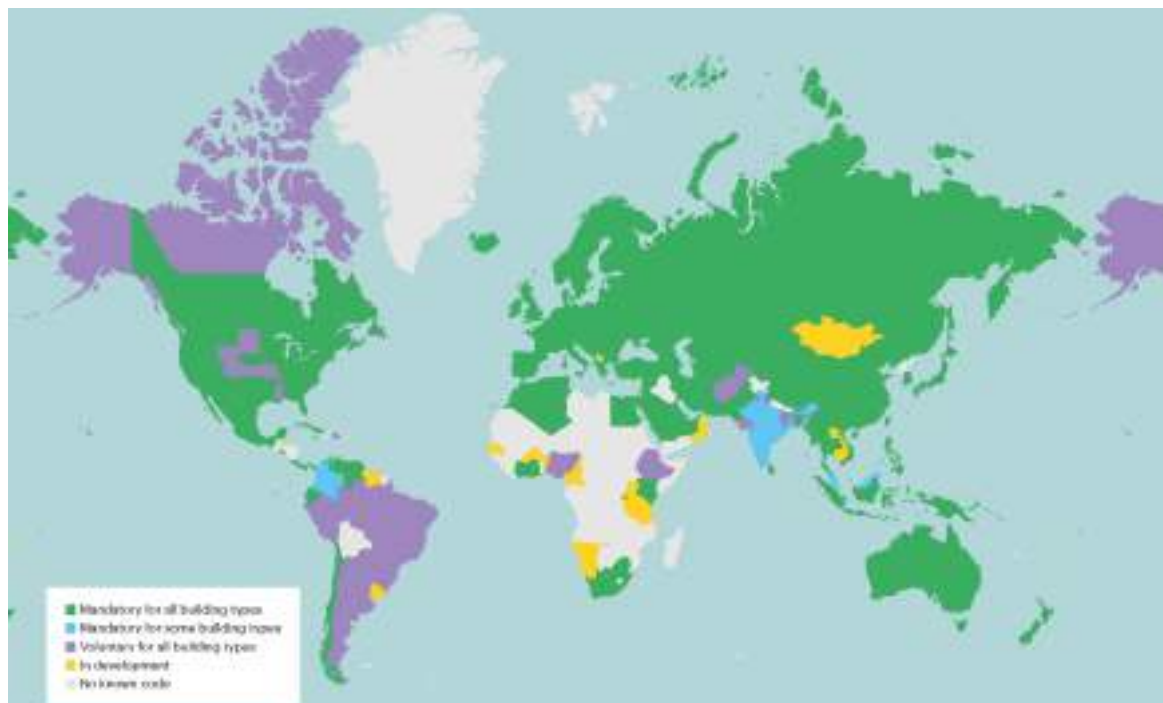 Mandatory for all building types
Mandatory for some building types
Voluntary for all building types
In development
No known code